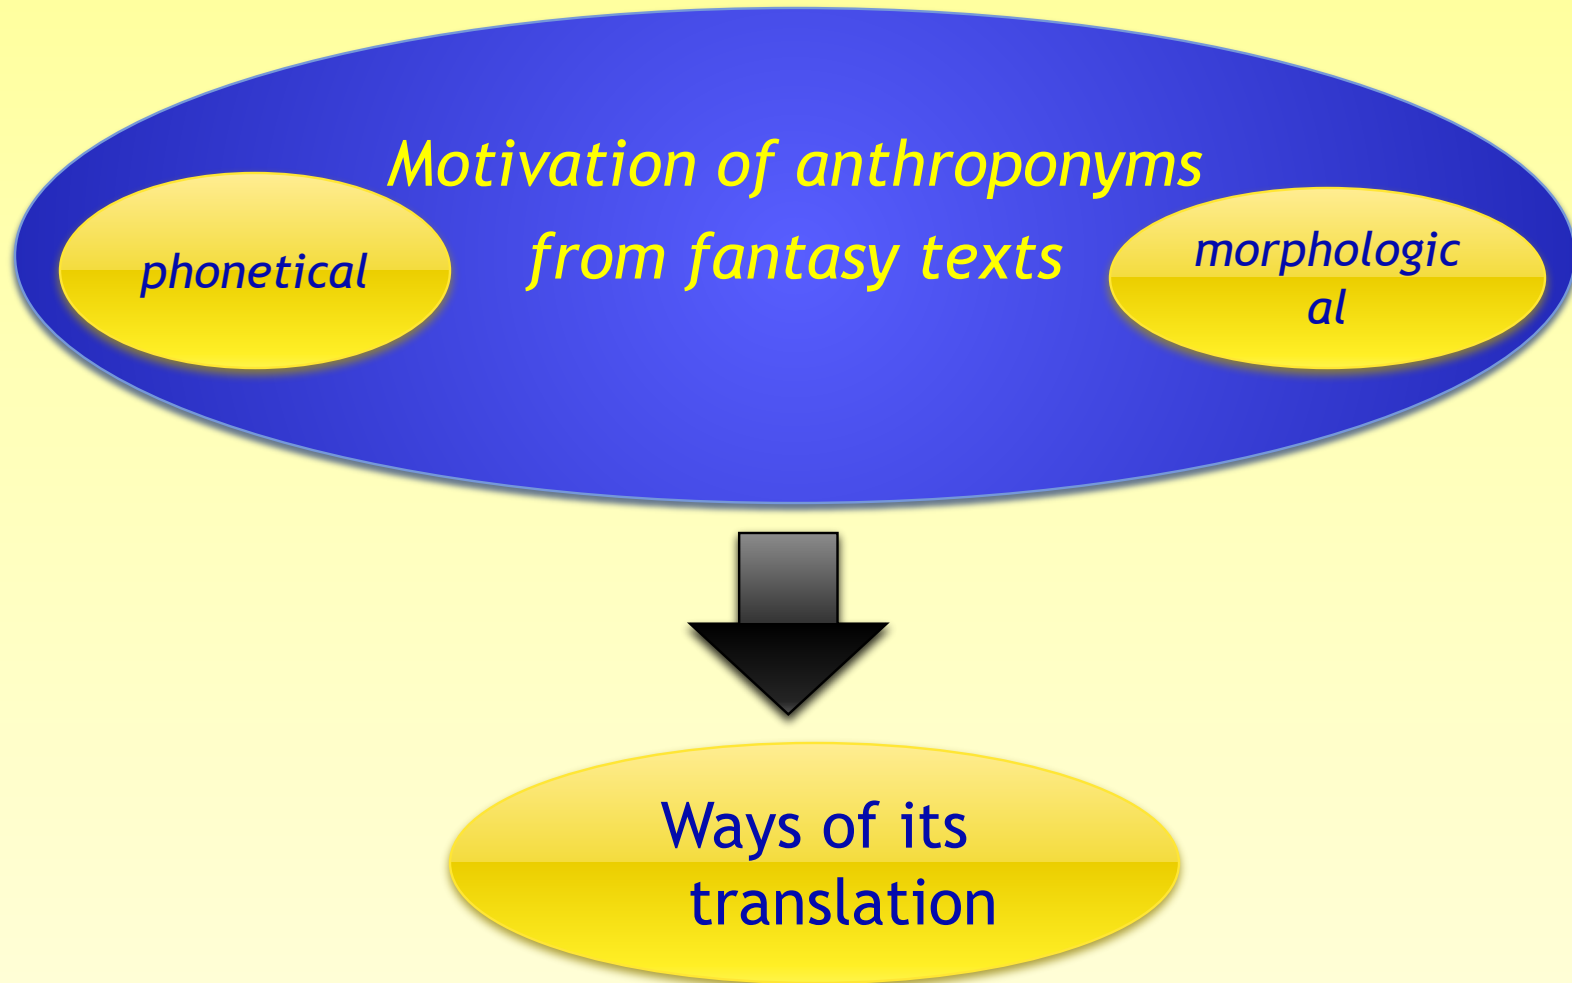 Motivation of anthroponyms
from fantasy texts
phonetical
morphologic
al
Ways of its
translation